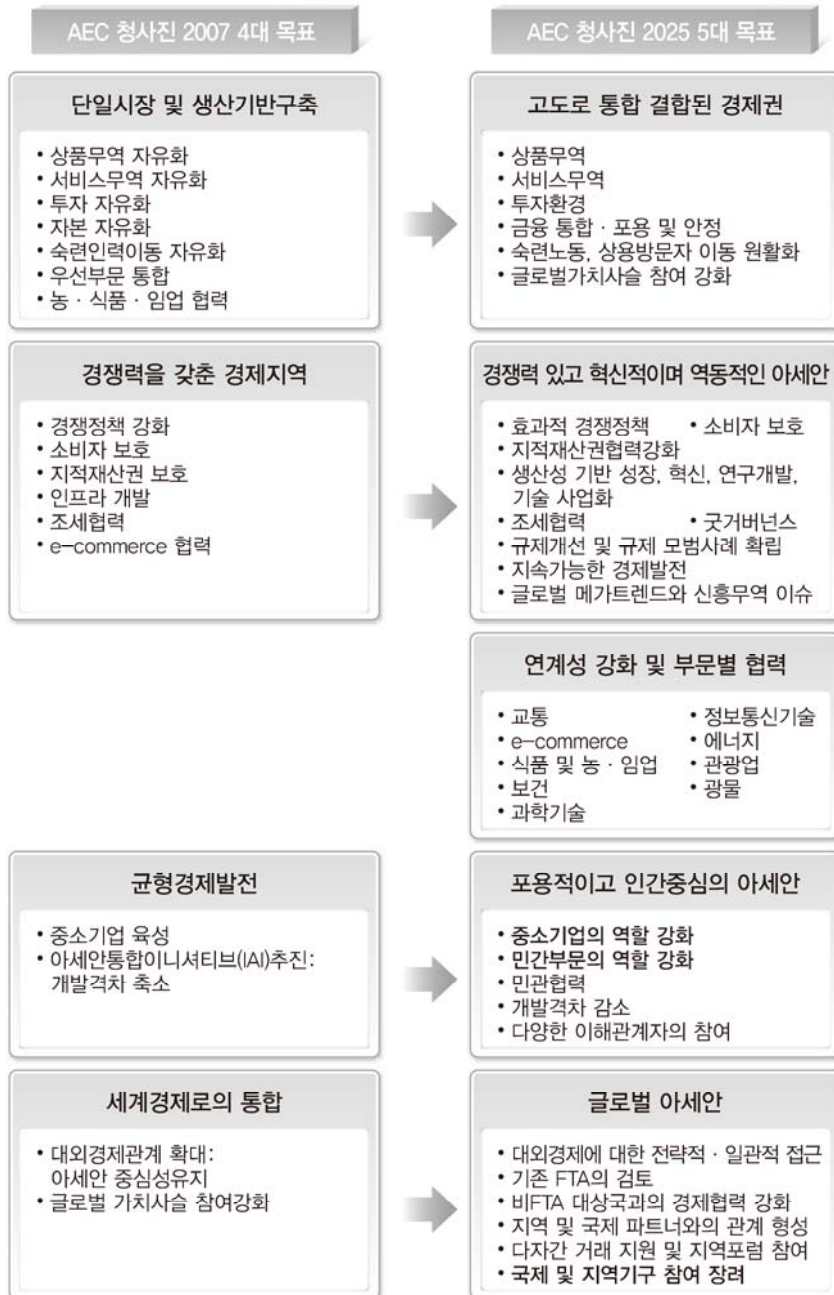 AEC 청사진 2007 4대 목표
AEC 청사진 2025 5대 목표
단일시장 및 생산기반구축
• 상품무역 자유화
• 서비스무역 자유화
• 투자 자유화
• 자본 자유화
• 숙련인력이동 자유화
• 우선부문 통합
• 농 · 식품 · 임업 협력
고도로 통합 결합된 경제권
• 상품무역
• 서비스무역
• 투자환경
• 금융 통합 · 포용 및 안정
• 숙련노동, 상용방문자 이동 원활화
• 글로벌가치사슬 참여 강화
경쟁력을 갖춘 경제지역
• 경쟁정책 강화
• 소비자 보호
• 지적재산권 보호
• 인프라 개발
• 조세협력
• e-commerce 협력
경쟁력 있고 혁신적이며 역동적인 아세안
• 효과적 경쟁정책 • 소비자 보호
• 지적재산권협력강화
• 생산성 기반 성장, 혁신, 연구개발,
기술 사업화
• 조세협력 • 굿거버넌스
• 규제개선 및 규제 모범사례 확립
• 지속가능한 경제발전
• 글로벌 메가트렌드와 신흥무역 이슈
연계성 강화 및 부문별 협력
• 교통 • 정보통신기술
• e-commerce • 에너지
• 식품 및 농 · 임업 • 관광업
• 보건 • 광물
• 과학기술
균형경제발전
• 중소기업 육성
• 아세안통합이니셔티브(IAI)추진:
개발격차 축소
포용적이고 인간중심의 아세안
• 중소기업의 역할 강화
• 민간부문의 역할 강화
• 민관협력
• 개발격차 감소
• 다양한 이해관계자의 참여
세계경제로의 통합
• 대외경제관계 확대:
아세안 중심성유지
• 글로벌 가치사슬 참여강화
글로벌 아세안
• 대외경제에 대한 전략적 · 일관적 접근
• 기존 FTA의 검토
• 비FTA 대상국과의 경제협력 강화
• 지역 및 국제 파트너와의 관계 형성
• 다자간 거래 지원 및 지역포럼 참여
• 국제 및 지역기구 참여 장려